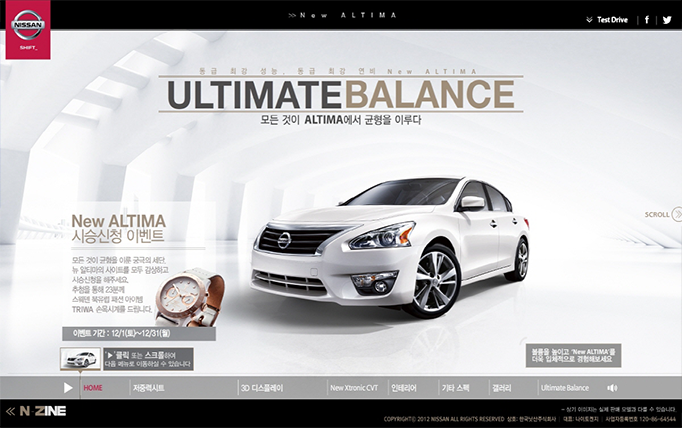 >> New ALTIMA
Test Drive
NISSAN
SHIFT_
동급 최강 성능, 동급 최강 연비 New ALTIMA
ULTIMATEBALANCE
모든 것이 ALTIMA에서 균형을 이루다
SCROLL
New ALTIMA
시승신청 이벤트
모든 것이 균형을 이룬 궁극의 세단,
뉴 알티마의 사이트를 모두 감상하고
시승신청을 해주세요.
추첨을 통해 23분께
스웨덴 북유럽 패션 아이템
TRIWA 손목시계를 드립니다.
이벤트 기간 : 12/1(토)~12/31(월)
클릭 또는 스크롤하여
다음 메뉴로 이동하실 수 있습니다
볼륨을 높이고 'New ALTIMA'를
더욱 입체적으로 경험해보세요
HOME
저중력시트
3D 디스플레이
New Xtronic CVT
인테리어
기타 스펙
갤러리
Ultimate Balance
N-ZINE
- 상기 이미지는 실제 판매 모델과 다를 수 있습니다.
COPYRIGHTⓒ 2012 NISSAN ALL RIGHTS RESERVED 상호: 한국닛산주식회사 대표: 나이토켄지 사업자등록번호 120-86-64544